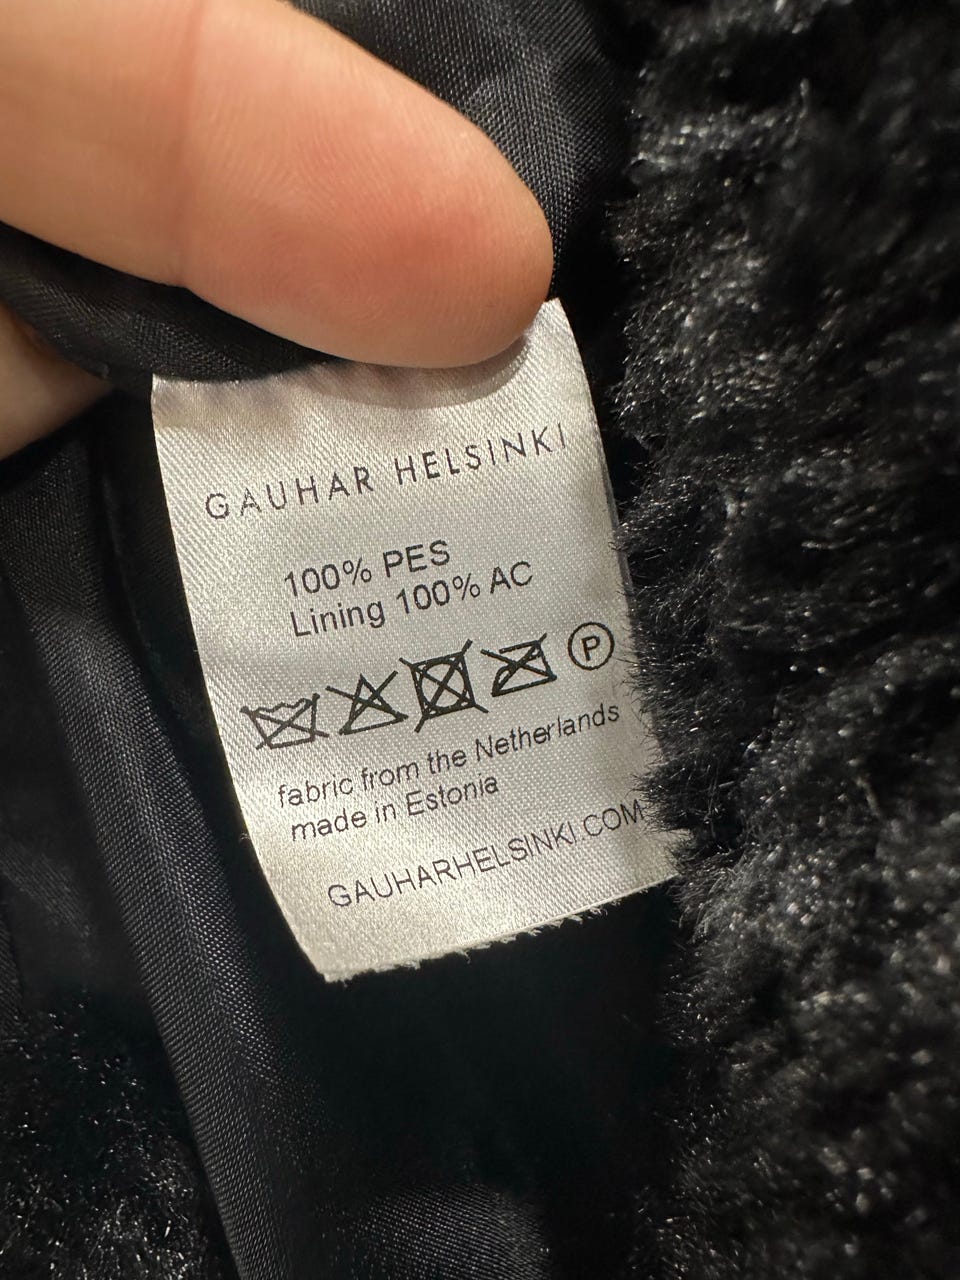 GAUHAR HELSINKI
100% PES
Lining 100% AC
P
fabric from the Netherlands
made in Estonia
GAUHARHELSINKI.COM